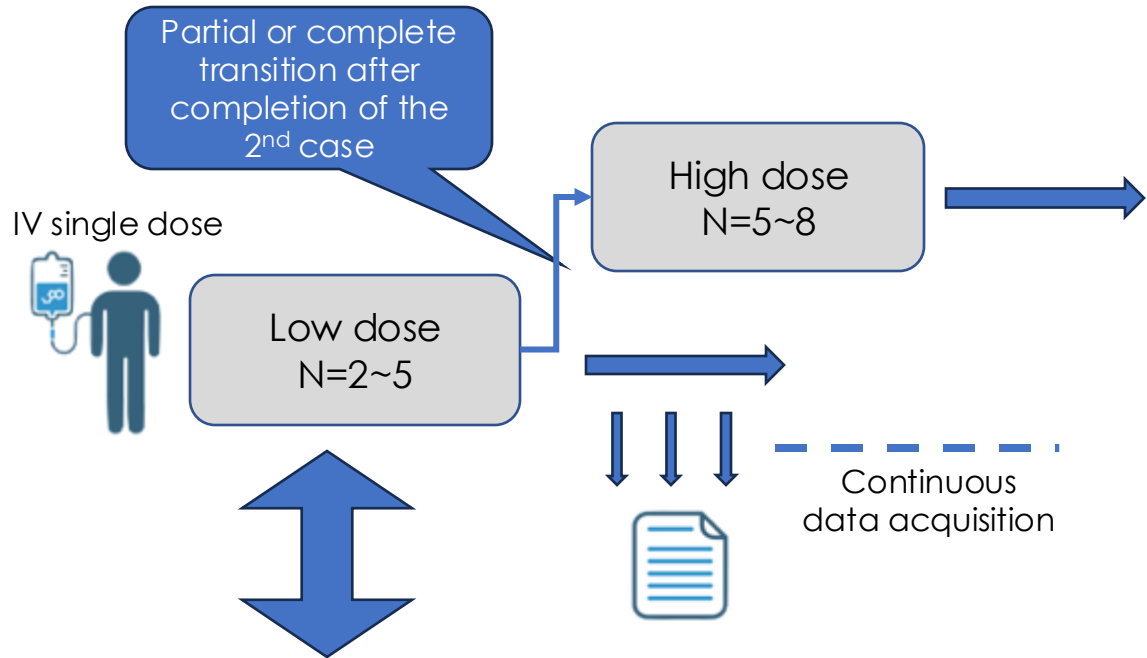 Partial or complete
transition after
completion of the
2nd case
High dose
N=5~8
IV single dose
Low dose
N=2~5
Continuous
data acquisition